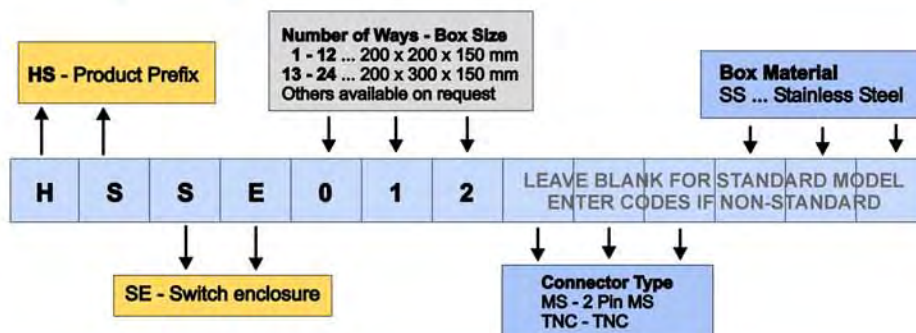 Number of Ways - Box Size
1 - 12 ... 200 x 200 x 150 mm
13 - 24 ... 200 x 300 x 150 mm
Others available on request
HS - Product Prefix
Box Material
SS ... Stainless Steel
H S S E 0 1 2
LEAVE BLANK FOR STANDARD MODEL
ENTER CODES IF NON-STANDARD
SE - Switch enclosure
Connector Type
MS - 2 Pin MS
TNC - TNC